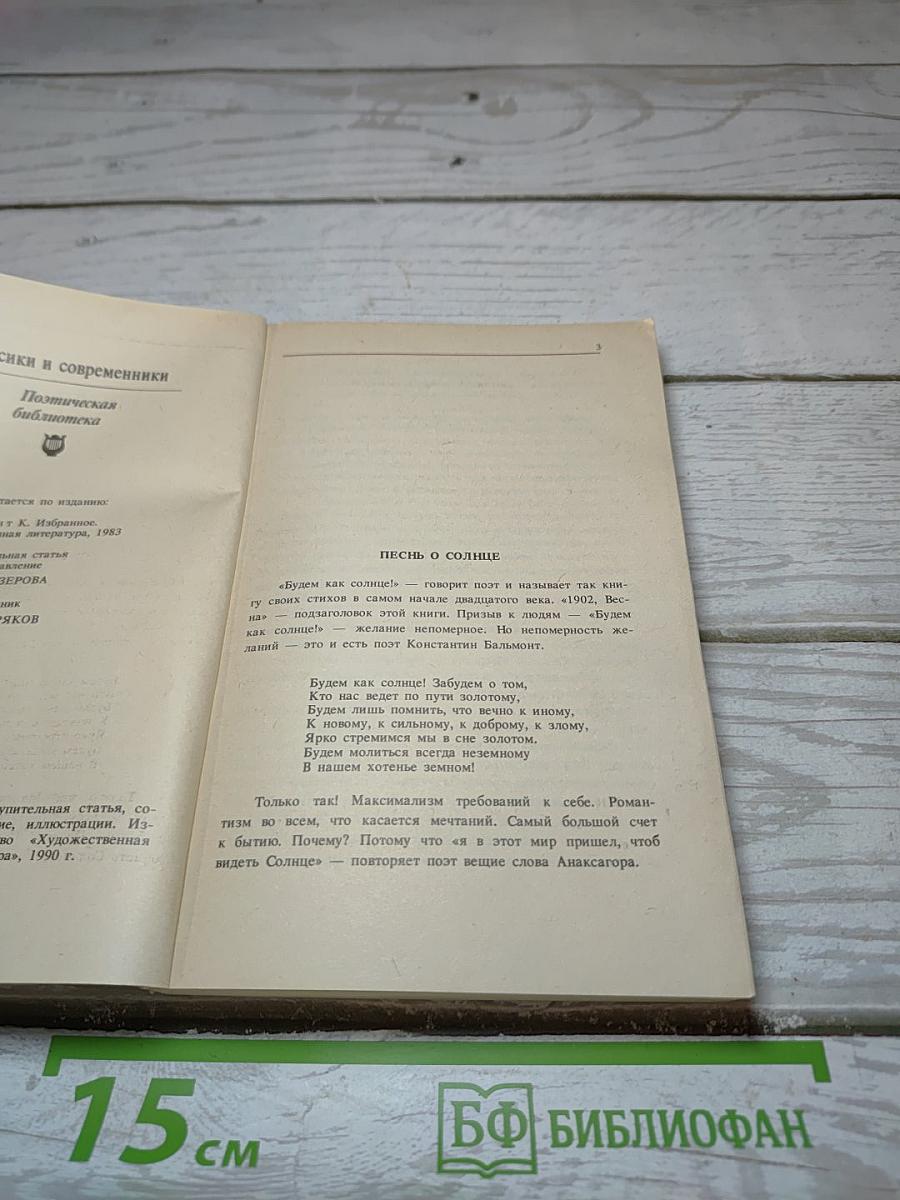 сики и современники
Поэтическая
библиотека
тается по изданию:
нт К. Избранное.
ная литература, 1983
льная статья
авление
ЗЕРОВА
ник
РЯКОВ
упительная статья, со-
ие, иллюстрации. Из-
во «Художественная
ра», 1990 г.
3
ПЕСНЬ О СОЛНЦЕ
«Будем как солнце!» — говорит поэт и называет так кни-
гу своих стихов в самом начале двадцатого века. «1902, Вес-
на» — подзаголовок этой книги. Призыв к людям — «Будем
как солнце!» — желание непомерное. Но непомерность же-
ланий — это и есть поэт Константин Бальмонт.
Будем как солнце! Забудем о том,
Кто нас ведет по пути золотому,
Будем лишь помнить, что вечно к иному,
К новому, к сильному, к доброму, к злому,
Ярко стремимся мы в сне золотом.
Будем молиться всегда неземному
В нашем хотенье земном!
Только так! Максимализм требований к себе. Роман-
тизм во всем, что касается мечтаний. Самый большой счет
к бытию. Почему? Потому что «я в этот мир пришел, чтоб
видеть Солнце» — повторяет поэт вещие слова Анаксагора.
15 см
БФ БИБЛИОФАН